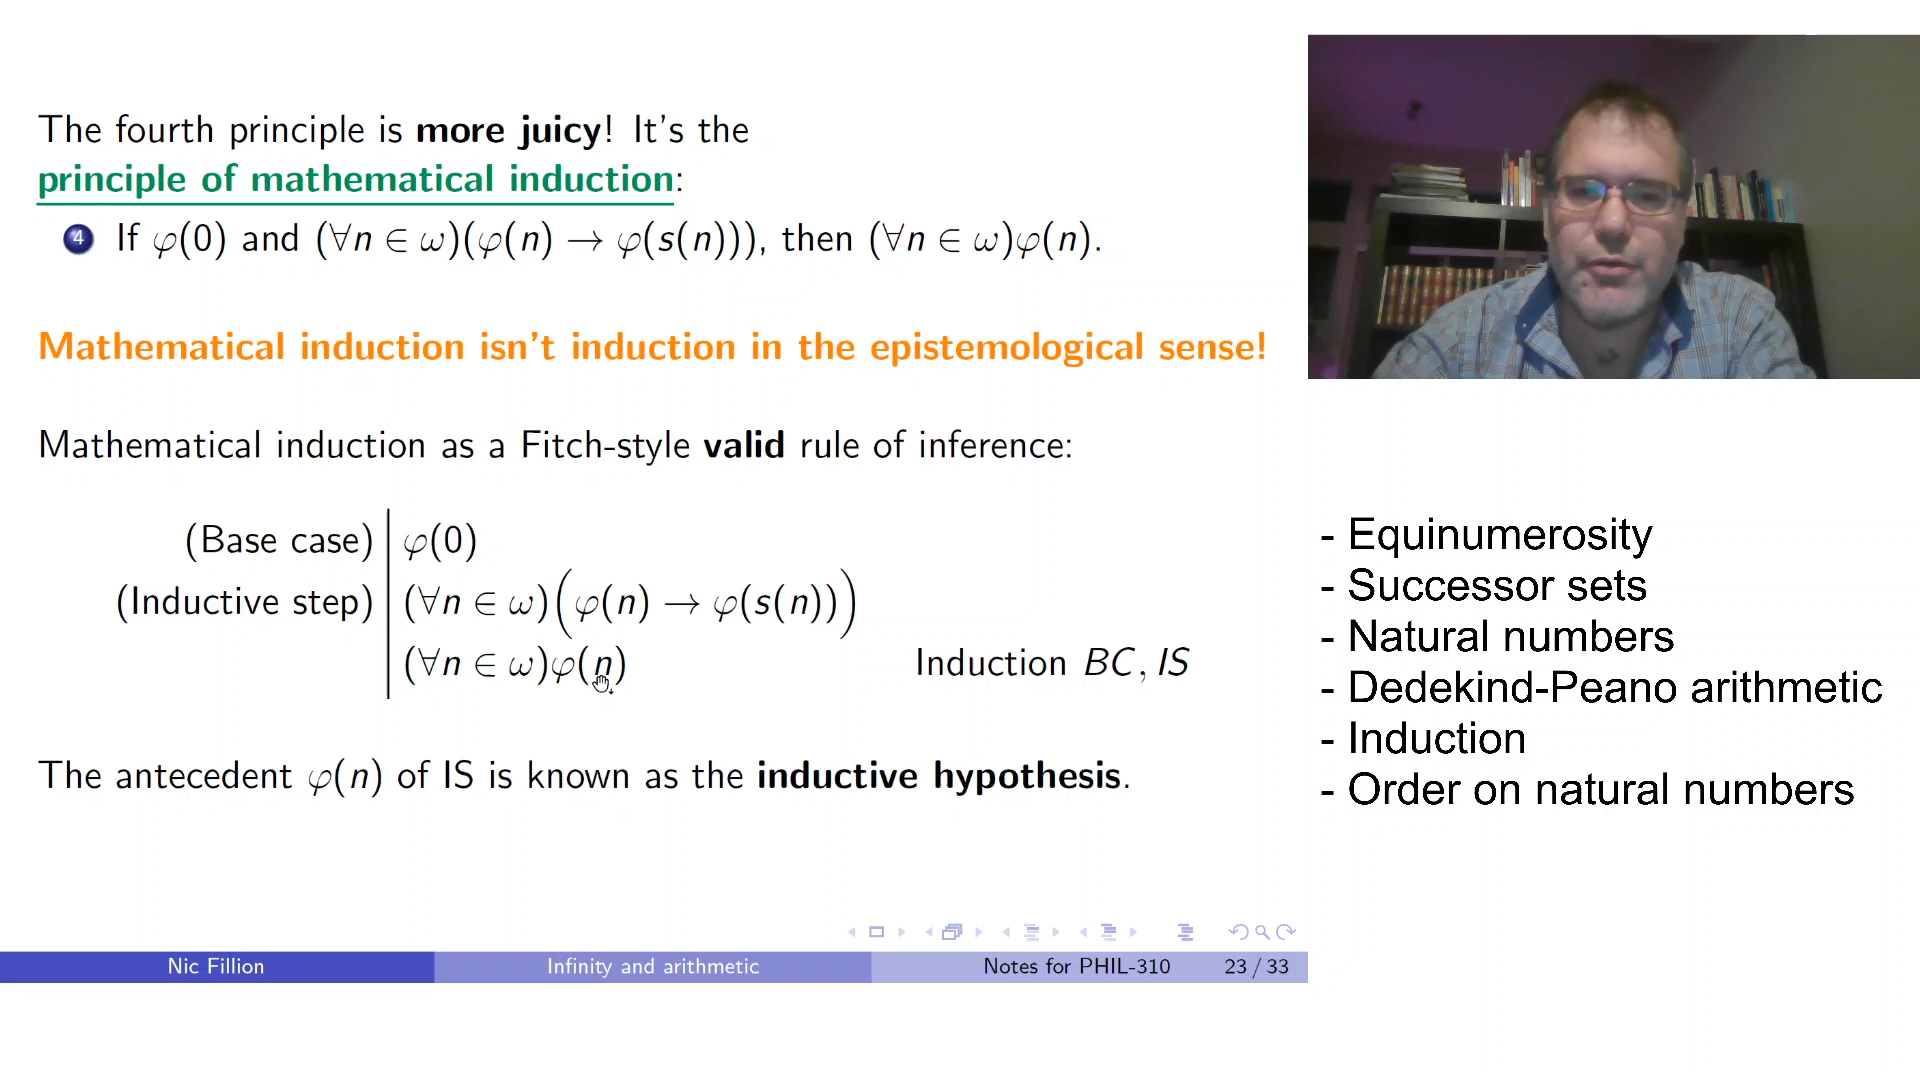 The fourth principle is more juicy! It's the
principle of mathematical induction:
4 If φ(0) and (∀n ∈ ω)(φ(n) → φ(s(n))), then (∀n ∈ ω)φ(n).
Mathematical induction isn't induction in the epistemological sense!
Mathematical induction as a Fitch-style valid rule of inference:
(Base case) φ(0)
(Inductive step) (∀n ∈ ω)(φ(n) → φ(s(n)))
(∀n ∈ ω)φ(n) Induction BC, IS
The antecedent φ(n) of IS is known as the inductive hypothesis.
Nic Fillion Infinity and arithmetic Notes for PHIL-310 23 / 33
- Equinumerosity
- Successor sets
- Natural numbers
- Dedekind-Peano arithmetic
- Induction
- Order on natural numbers